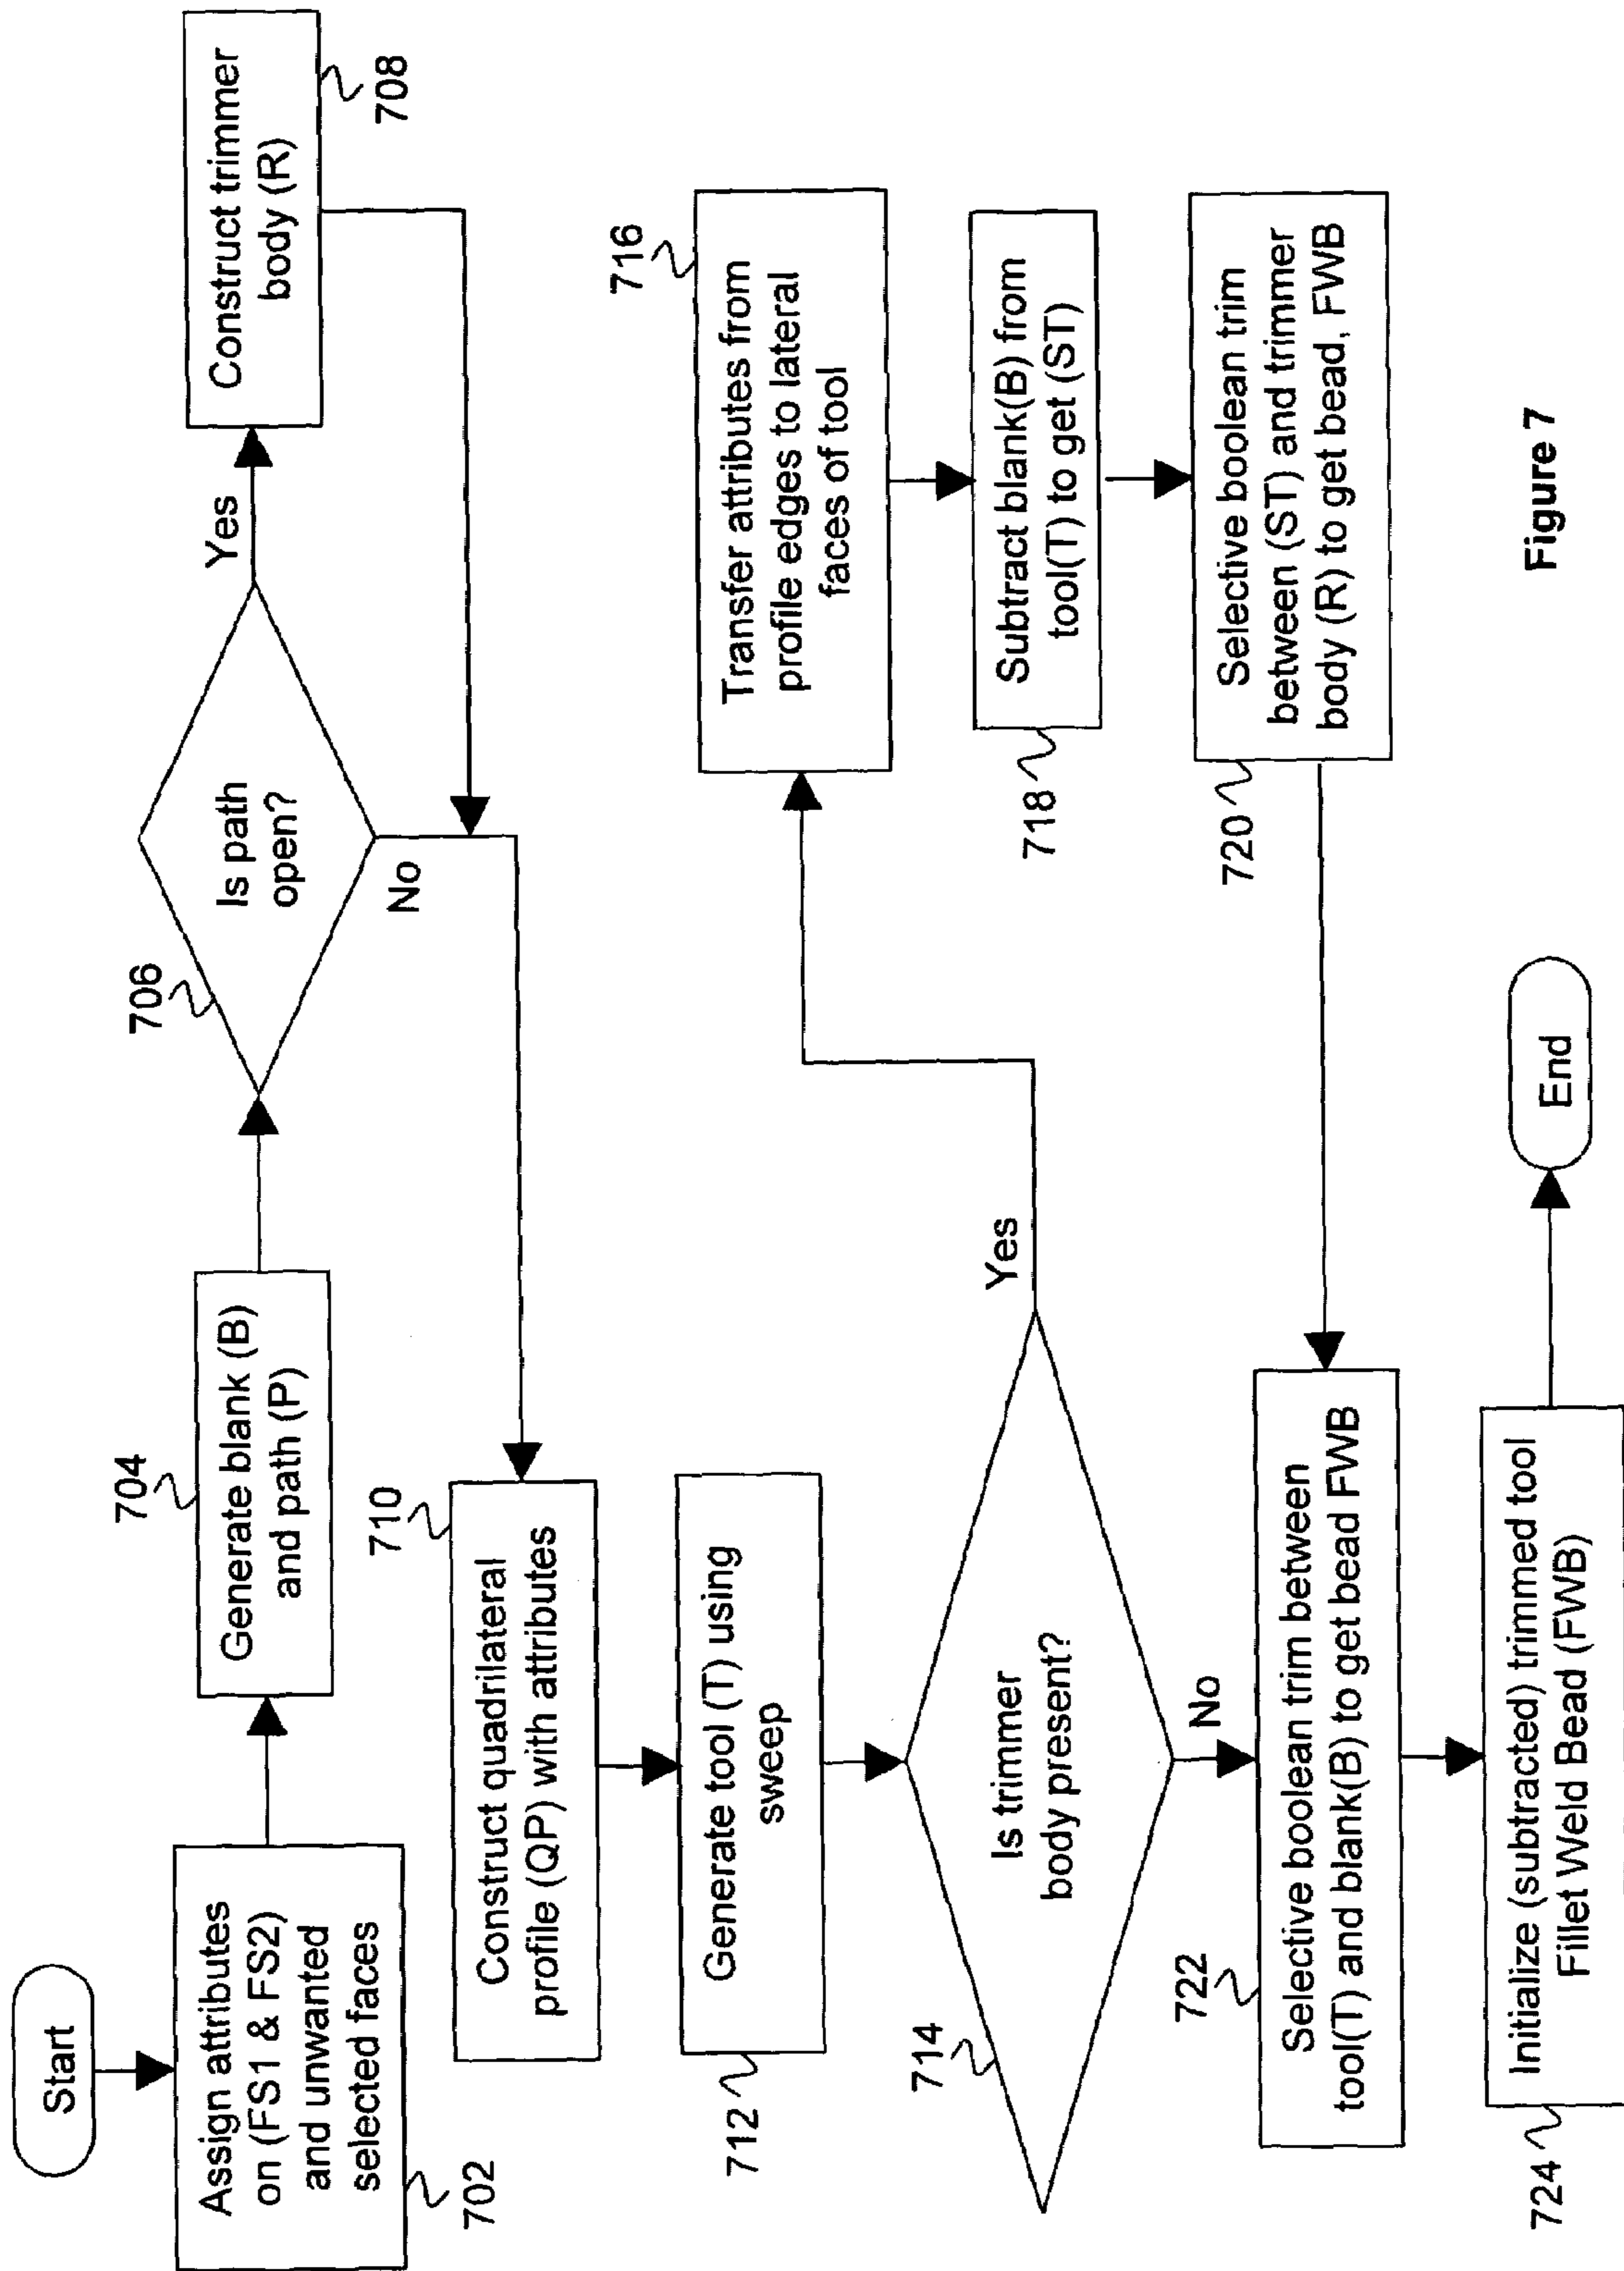 Start
Assign attributes
on (FS1 & FS2)
and unwanted
selected faces
702
704
Generate blank (B)
and path (P)
706
Is path
open?
Yes
No
Construct trimmer
body (R)
708
710
Construct quadrilateral
profile (QP) with attributes
Generate tool (T) using
sweep
712
714
Is trimmer
body present?
Yes
No
716
Transfer attributes from
profile edges to lateral
faces of tool
Subtract blank(B) from
tool(T) to get (ST)
718
Selective boolean trim
between (ST) and trimmer
body (R) to get bead, FWB
720
722
Selective boolean trim between
tool(T) and blank(B) to get bead FWB
Initialize (subtracted) trimmed tool
Fillet Weld Bead (FWB)
724
End
Figure 7